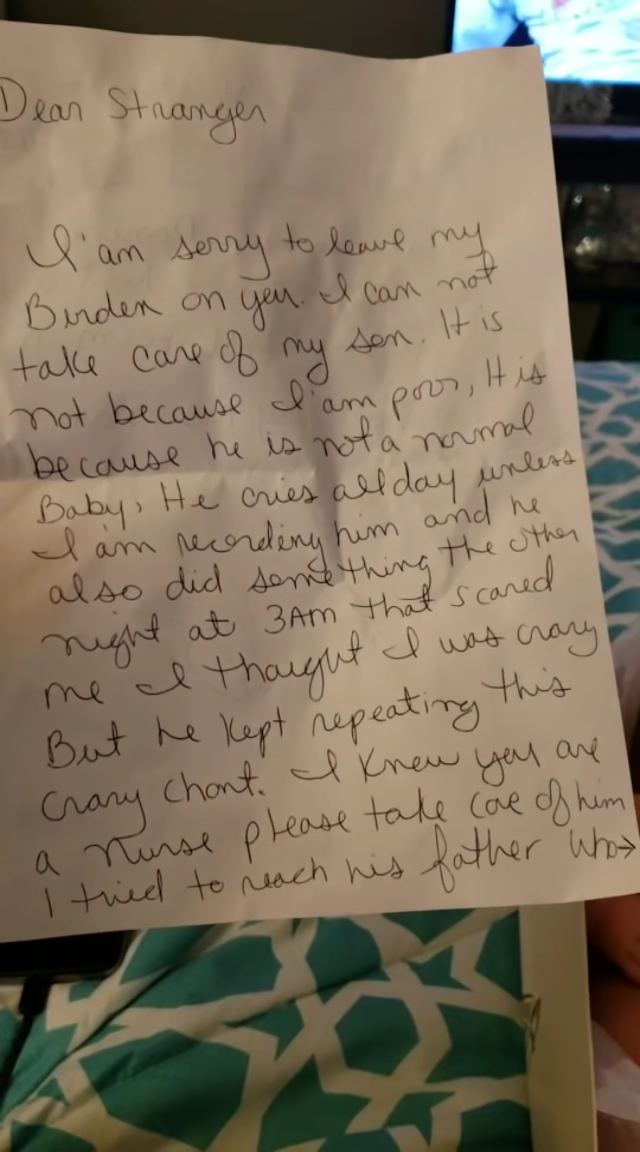 Dear Stranger
I'am sorry to leave my
Burden on you. I can not
take care of my son. It is
not because I'am poor, It is
because he is not a normal
Baby, He cries all day unless
I am recording him and he
also did something the other
night at 3AM that scared
me I thought I was crazy
But he kept repeating this
crazy chant. I knew you are
a nurse please take care of him
I tried to reach his father who→